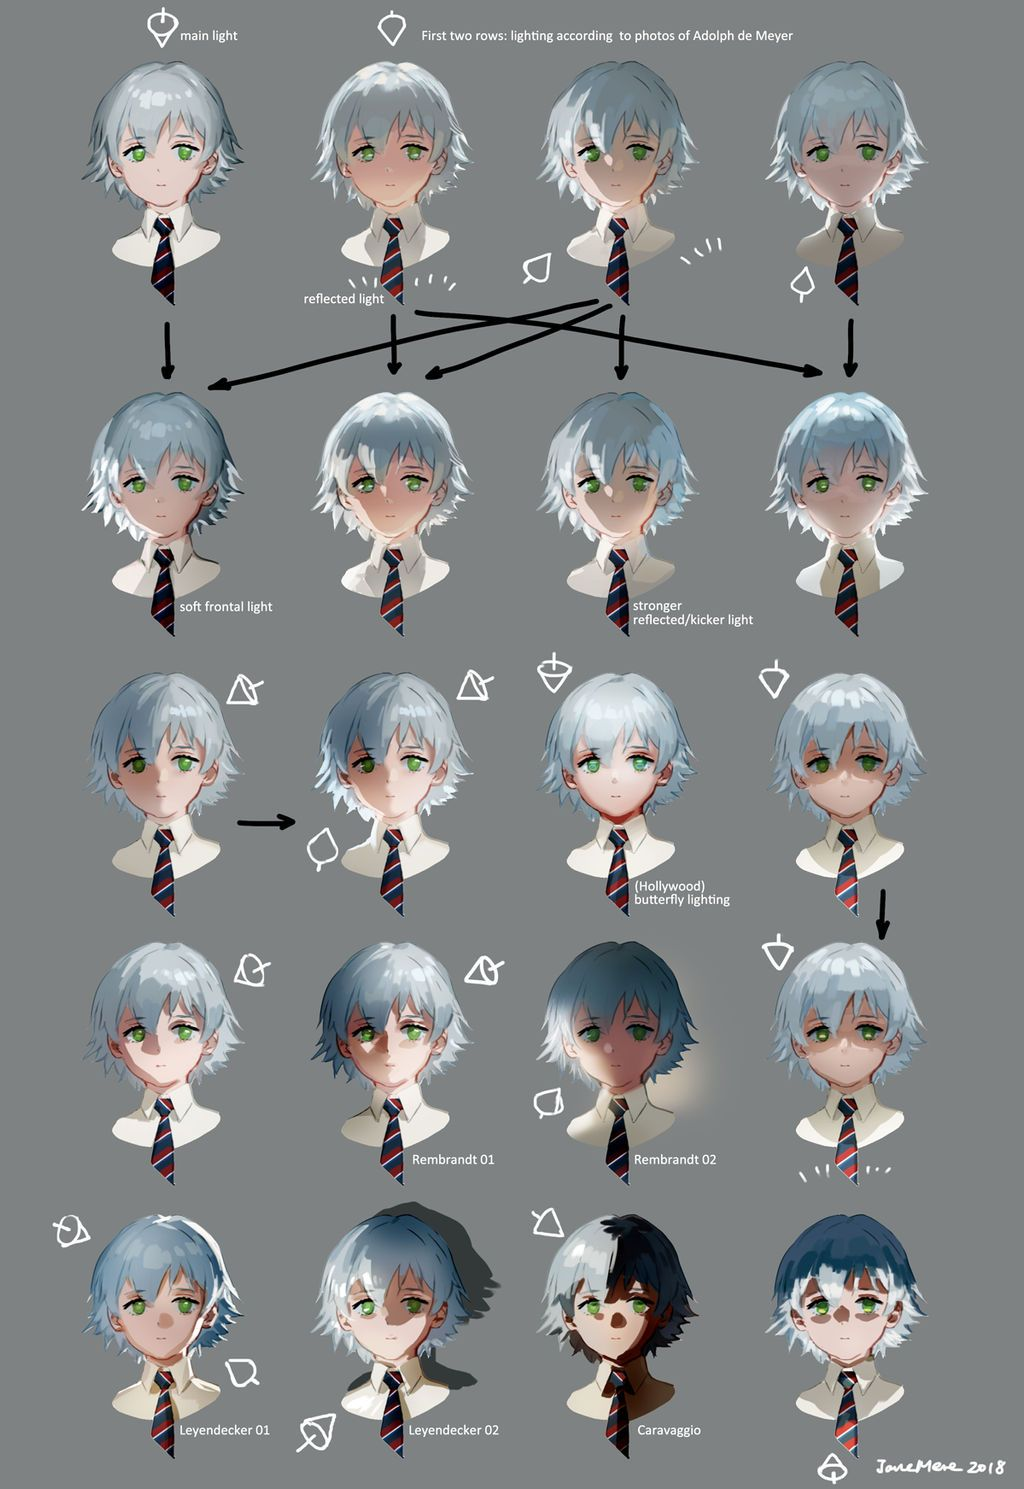 main light
First two rows: lighting according to photos of Adolph de Meyer
reflected light
soft frontal light
stronger
reflected/kicker light
(Hollywood)
butterfly lighting
Rembrandt 01
Rembrandt 02
Leyendecker 01
Leyendecker 02
Caravaggio
JaneMere 2018